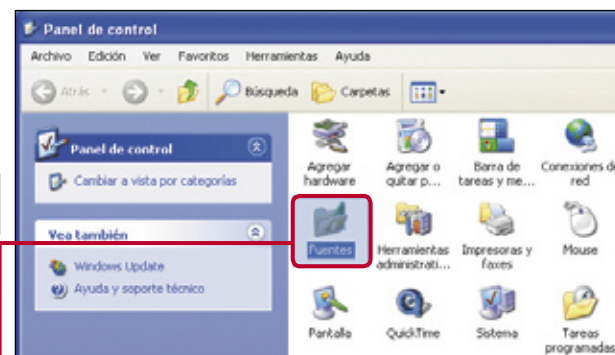 Panel de control
Archivo Edición Ver Favoritos Herramientas Ayuda
Atrás Búsqueda Carpetas
Panel de control
Cambiar a vista por categorías
Vea también
Windows Update
Ayuda y soporte técnico
Agregar hardware
Agregar o quitar p...
Barra de tareas y me...
Conexiones de red
Fuentes
Herramientas administrati...
Impresoras y faxes
Mouse
Pantalla
QuickTime
Sistema
Tareas programadas